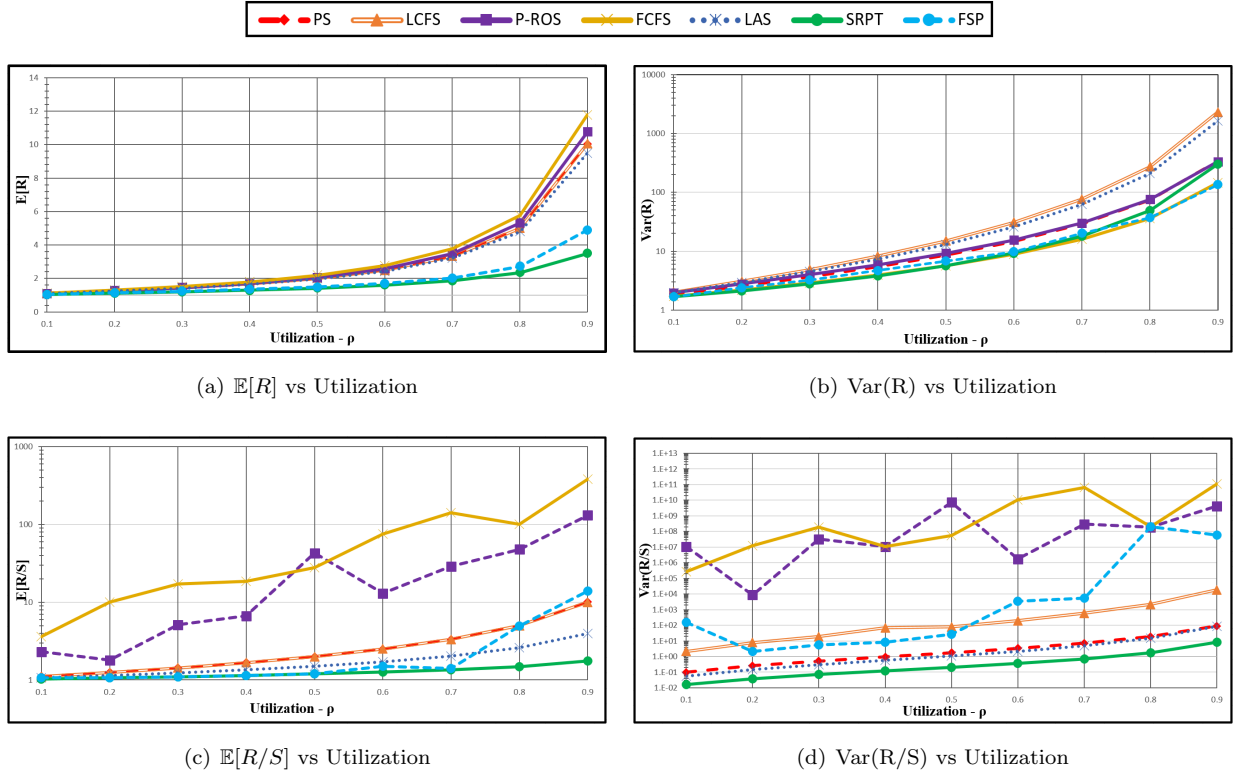 PS LCFS P-ROS FCFS LAS SRPT FSP
14
12
10
8
6
4
2
0
E[R]
0.1 0.2 0.3 0.4 0.5 0.6 0.7 0.8 0.9
Utilization - ρ
(a) 𝔼[R] vs Utilization
10000
1000
100
10
1
Var(R)
0.1 0.2 0.3 0.4 0.5 0.6 0.7 0.8 0.9
Utilization - ρ
(b) Var(R) vs Utilization
1000
100
10
1
E[R/S]
0.1 0.2 0.3 0.4 0.5 0.6 0.7 0.8 0.9
Utilization - ρ
(c) 𝔼[R/S] vs Utilization
1.E+13
1.E+12
1.E+11
1.E+10
1.E+09
1.E+08
1.E+07
1.E+06
1.E+05
1.E+04
1.E+03
1.E+02
1.E+01
1.E+00
1.E-01
1.E-02
Var(R/S)
0.1 0.2 0.3 0.4 0.5 0.6 0.7 0.8 0.9
Utilization - ρ
(d) Var(R/S) vs Utilization